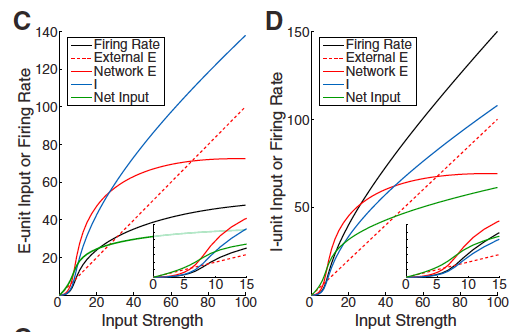 C
140
120
100
80
60
40
20
0
20
40
60
80
100
E-unit Input or Firing Rate
Input Strength
Firing Rate
External E
Network E
I
Net Input
0
5
10
15
D
150
100
50
0
20
40
60
80
100
I-unit Input or Firing Rate
Input Strength
Firing Rate
External E
Network E
I
Net Input
0
5
10
15